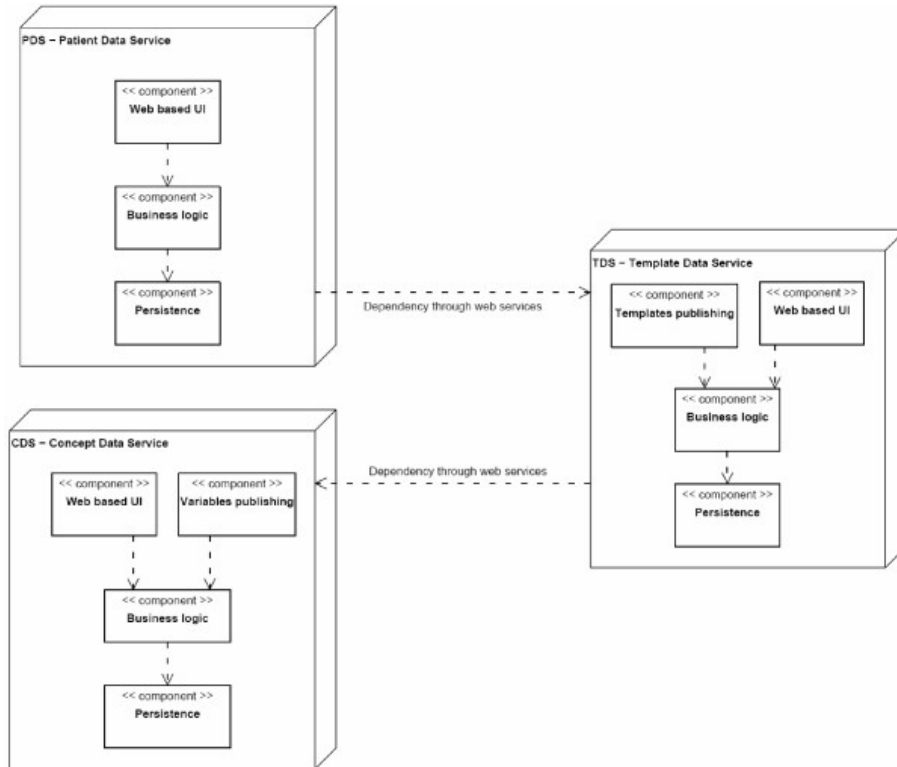 PDS − Patient Data Service
<< component >>
Web based UI
<< component >>
Business logic
<< component >>
Persistence
Dependency through web services
TDS − Template Data Service
<< component >>
Templates publishing
<< component >>
Web based UI
<< component >>
Business logic
<< component >>
Persistence
CDS − Concept Data Service
<< component >>
Web based UI
<< component >>
Variables publishing
<< component >>
Business logic
<< component >>
Persistence
Dependency through web services